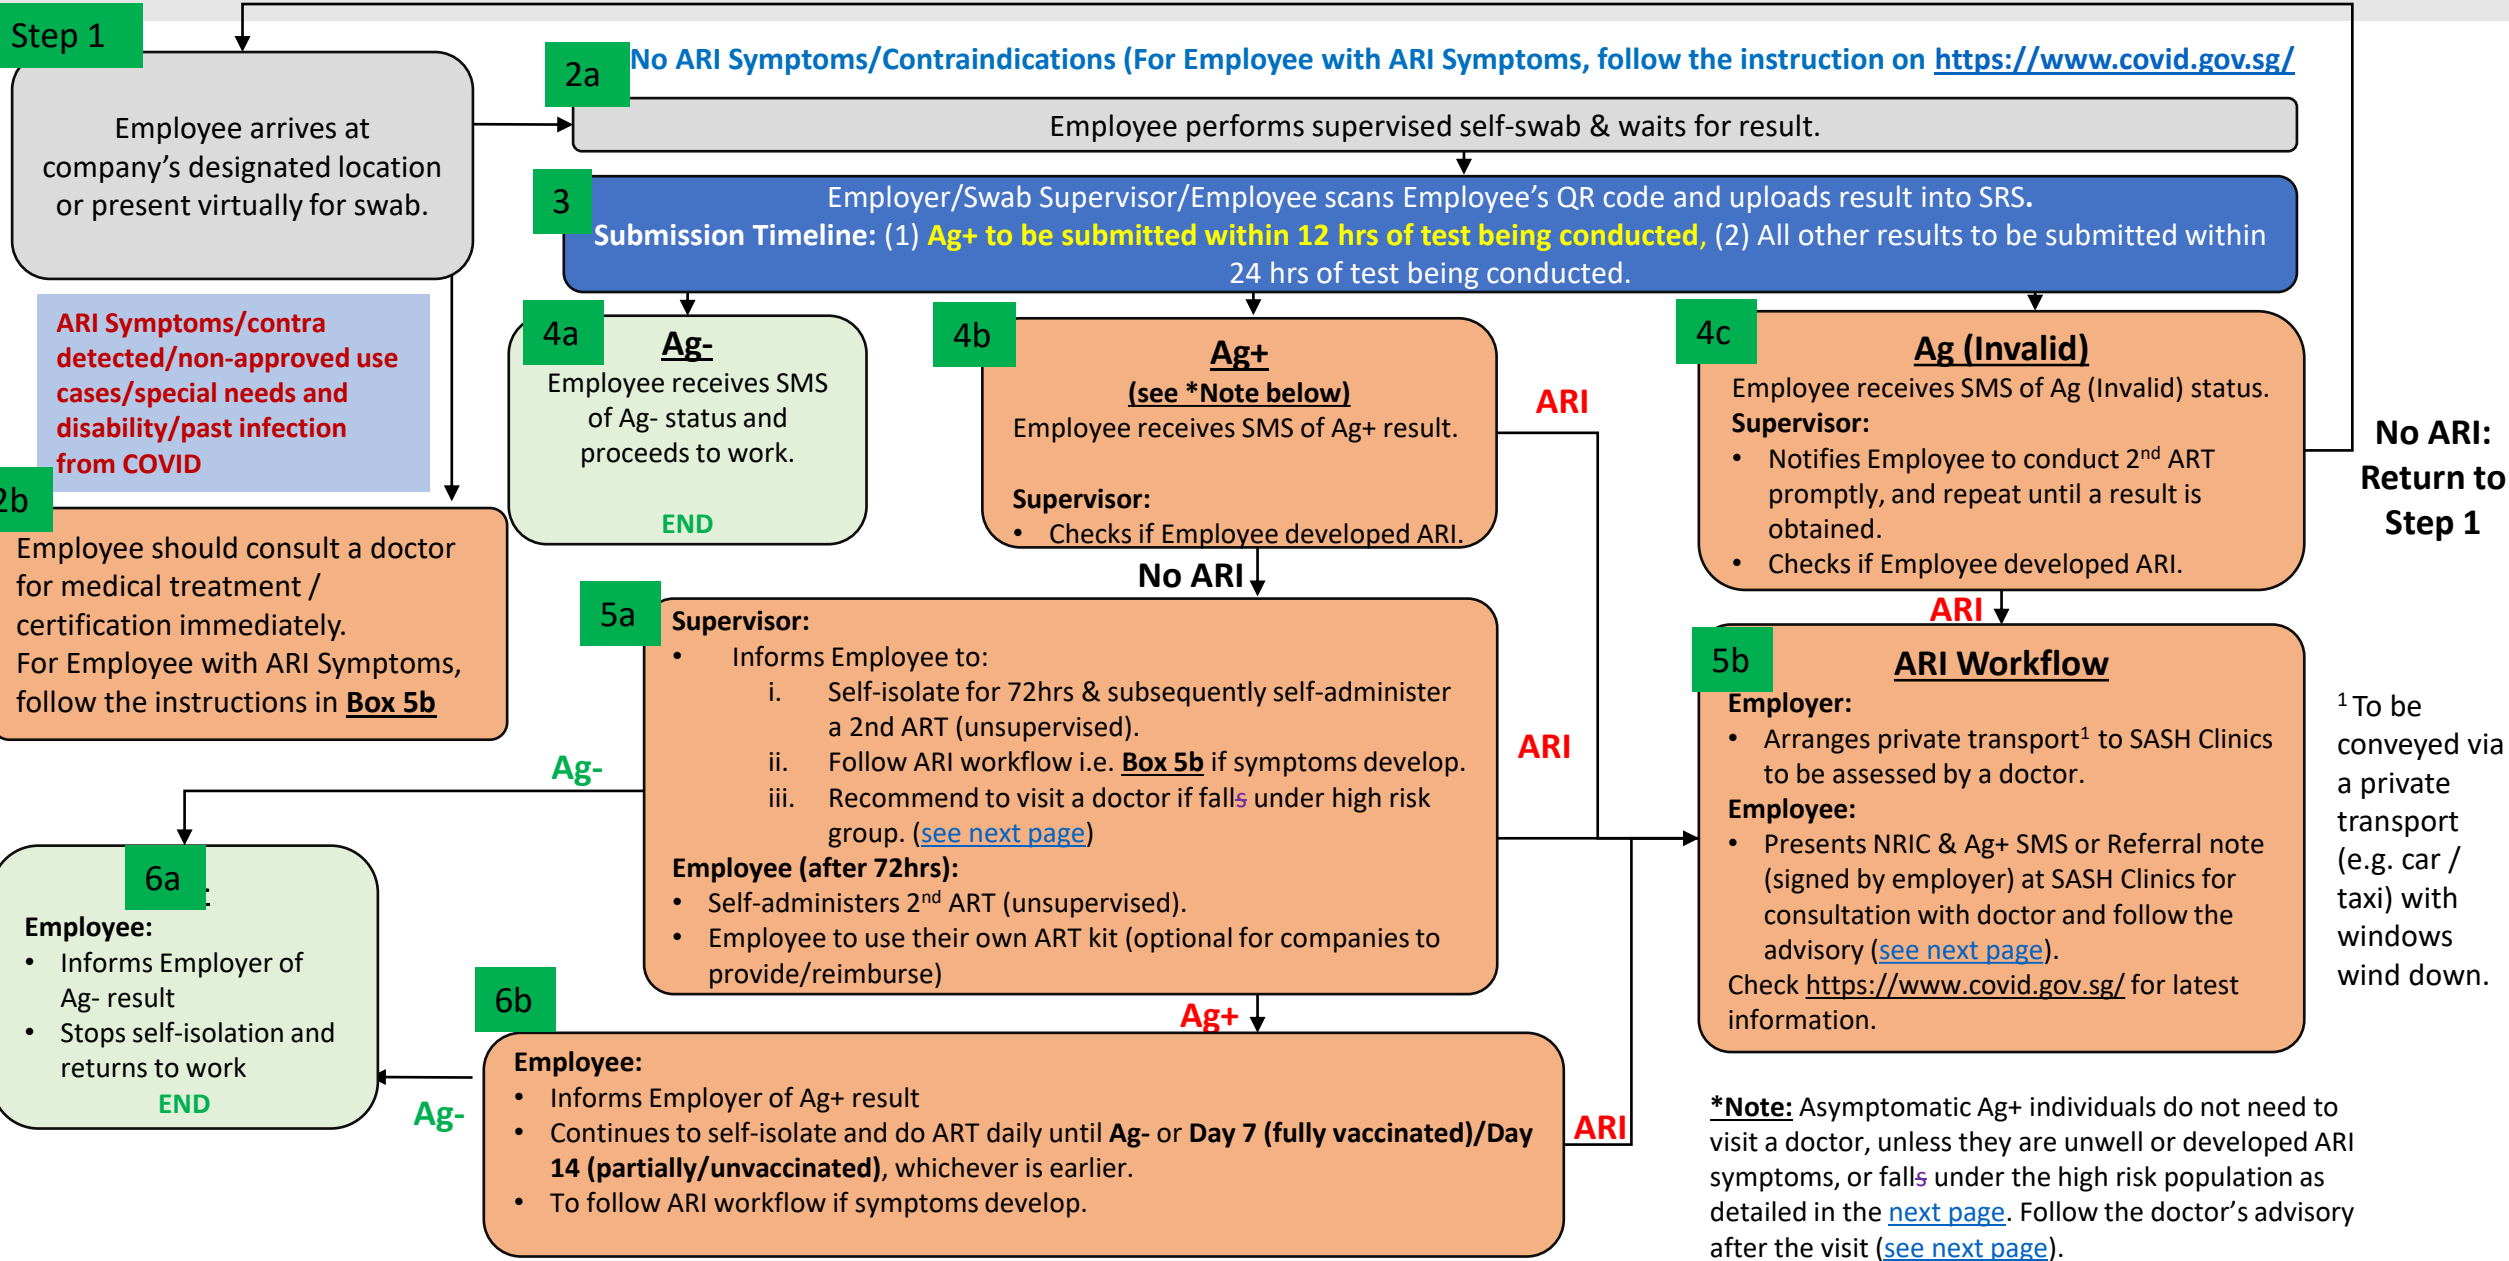 Step 1
Employee arrives at
company's designated location
or present virtually for swab.
2a
No ARI Symptoms/Contraindications (For Employee with ARI Symptoms, follow the instruction on https://www.covid.gov.sg/
Employee performs supervised self-swab & waits for result.
3
Employer/Swab Supervisor/Employee scans Employee's QR code and uploads result into SRS.
Submission Timeline: (1) Ag+ to be submitted within 12 hrs of test being conducted, (2) All other results to be submitted within
24 hrs of test being conducted.
ARI Symptoms/contra
detected/non-approved use
cases/special needs and
disability/past infection
from COVID
2b
Employee should consult a doctor
for medical treatment /
certification immediately.
For Employee with ARI Symptoms,
follow the instructions in Box 5b
4a
Ag-
Employee receives SMS
of Ag- status and
proceeds to work.
END
4b
Ag+
(see *Note below)
Employee receives SMS of Ag+ result.
Supervisor:
• Checks if Employee developed ARI.
ARI
4c
Ag (Invalid)
Employee receives SMS of Ag (Invalid) status.
Supervisor:
• Notifies Employee to conduct 2nd ART
promptly, and repeat until a result is
obtained.
• Checks if Employee developed ARI.
No ARI:
Return to
Step 1
No ARI
ARI
5a
Supervisor:
• Informs Employee to:
i. Self-isolate for 72hrs & subsequently self-administer
a 2nd ART (unsupervised).
ii. Follow ARI workflow i.e. Box 5b if symptoms develop.
iii. Recommend to visit a doctor if falls under high risk
group. (see next page)
Employee (after 72hrs):
• Self-administers 2nd ART (unsupervised).
• Employee to use their own ART kit (optional for companies to
provide/reimburse)
Ag-
ARI
5b
ARI Workflow
Employer:
• Arranges private transport1 to SASH Clinics
to be assessed by a doctor.
Employee:
• Presents NRIC & Ag+ SMS or Referral note
(signed by employer) at SASH Clinics for
consultation with doctor and follow the
advisory (see next page).
Check https://www.covid.gov.sg/ for latest
information.
1 To be
conveyed via
a private
transport
(e.g. car /
taxi) with
windows
wind down.
6a
:
Employee:
• Informs Employer of
Ag- result
• Stops self-isolation and
returns to work
END
Ag+
6b
Employee:
• Informs Employer of Ag+ result
• Continues to self-isolate and do ART daily until Ag- or Day 7 (fully vaccinated)/Day
14 (partially/unvaccinated), whichever is earlier.
• To follow ARI workflow if symptoms develop.
Ag-
ARI
*Note: Asymptomatic Ag+ individuals do not need to
visit a doctor, unless they are unwell or developed ARI
symptoms, or falls under the high risk population as
detailed in the next page. Follow the doctor's advisory
after the visit (see next page).